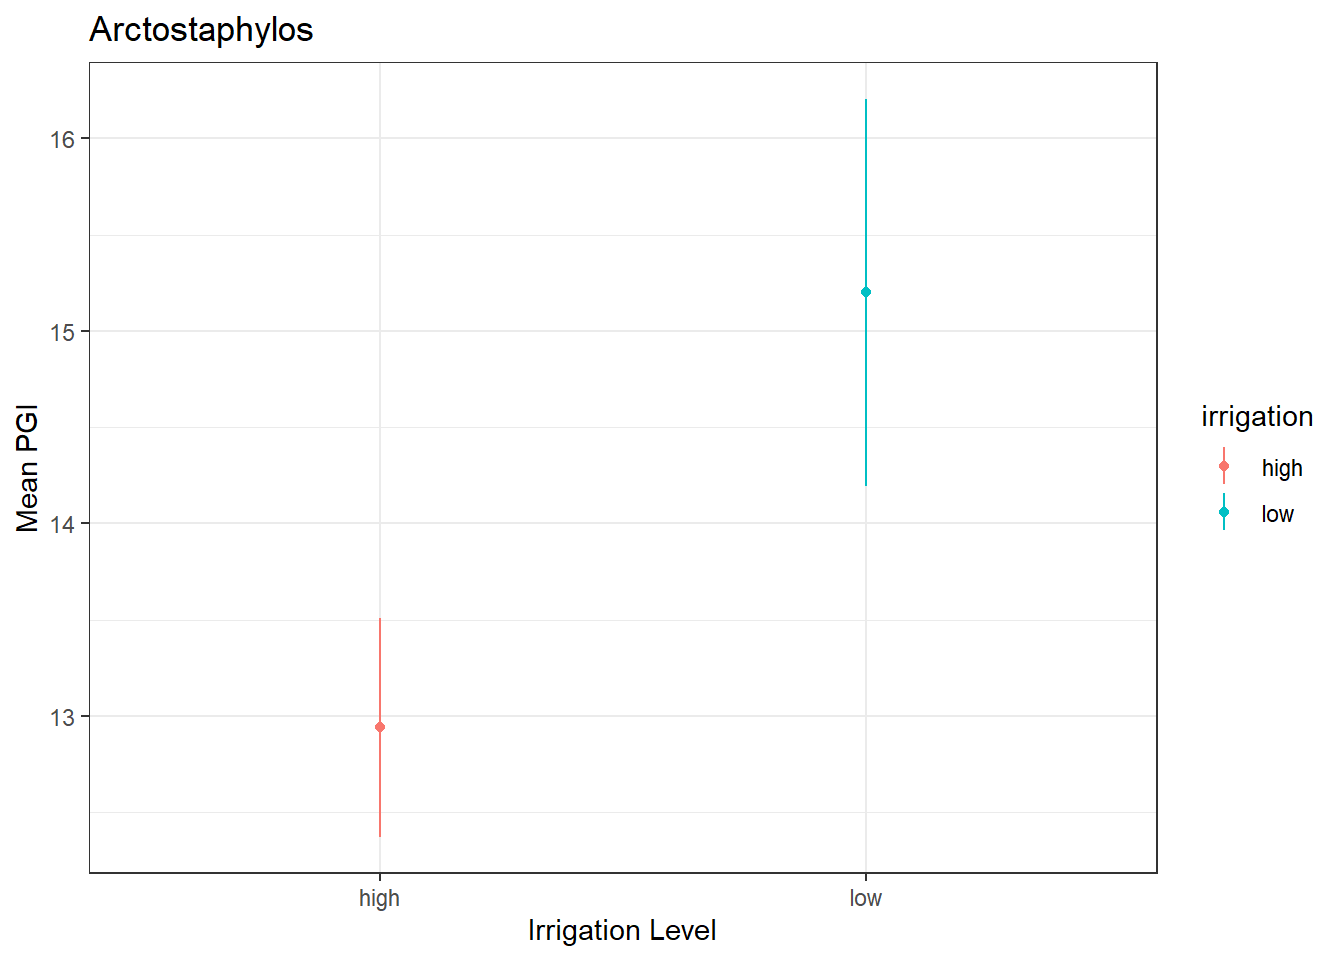 Arctostaphylos
16
15
14
13
Mean PGI
high
low
Irrigation Level
irrigation
high
low